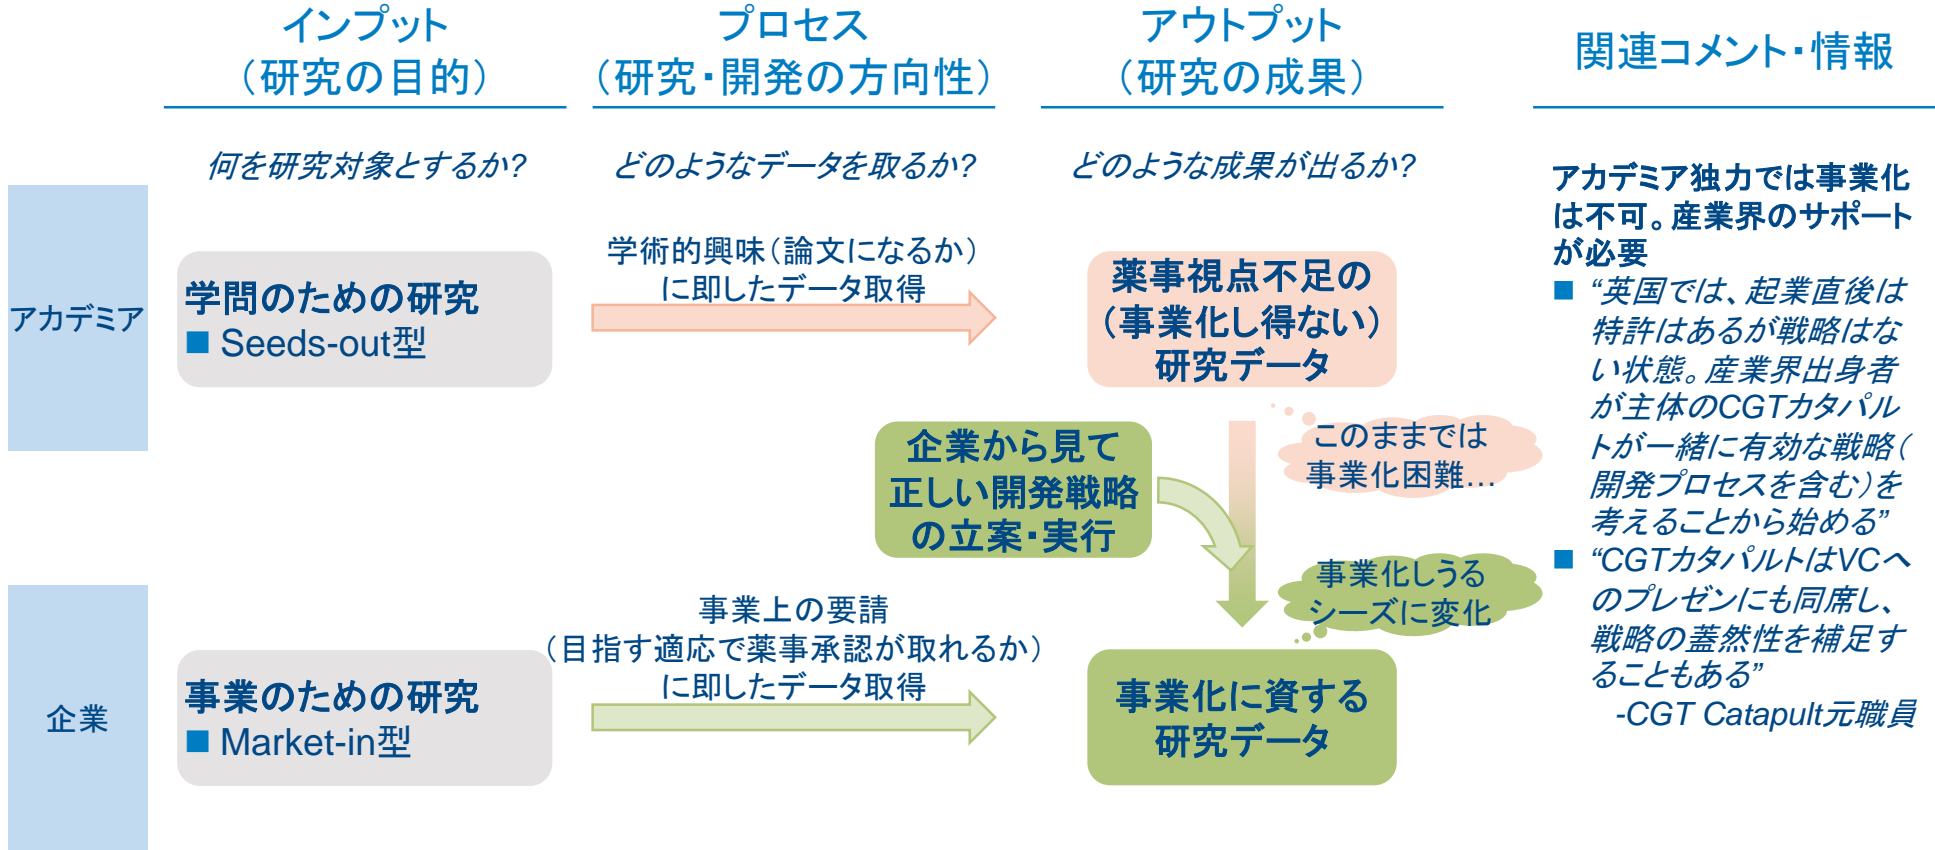 インプット
（研究の目的）
プロセス
（研究・開発の方向性）
アウトプット
（研究の成果）
関連コメント・情報
何を研究対象とするか?
どのようなデータを取るか?
どのような成果が出るか?
アカデミア
学問のための研究
■ Seeds-out型
学術的興味（論文になるか）
に即したデータ取得
薬事視点不足の
（事業化し得ない）
研究データ
このままでは
事業化困難…
企業から見て
正しい開発戦略
の立案・実行
事業化しうる
シーズに変化
企業
事業のための研究
■ Market-in型
事業上の要請
（目指す適応で薬事承認が取れるか）
に即したデータ取得
事業化に資する
研究データ
アカデミア独力では事業化
は不可。産業界のサポート
が必要
■ “英国では、起業直後は
特許はあるが戦略はな
い状態。産業界出身者
が主体のCGTカタパル
トが一緒に有効な戦略（
開発プロセスを含む）を
考えることから始める”
■ “CGTカタパルトはVCへ
のプレゼンにも同席し、
戦略の蓋然性を補足す
ることもある”
-CGT Catapult元職員